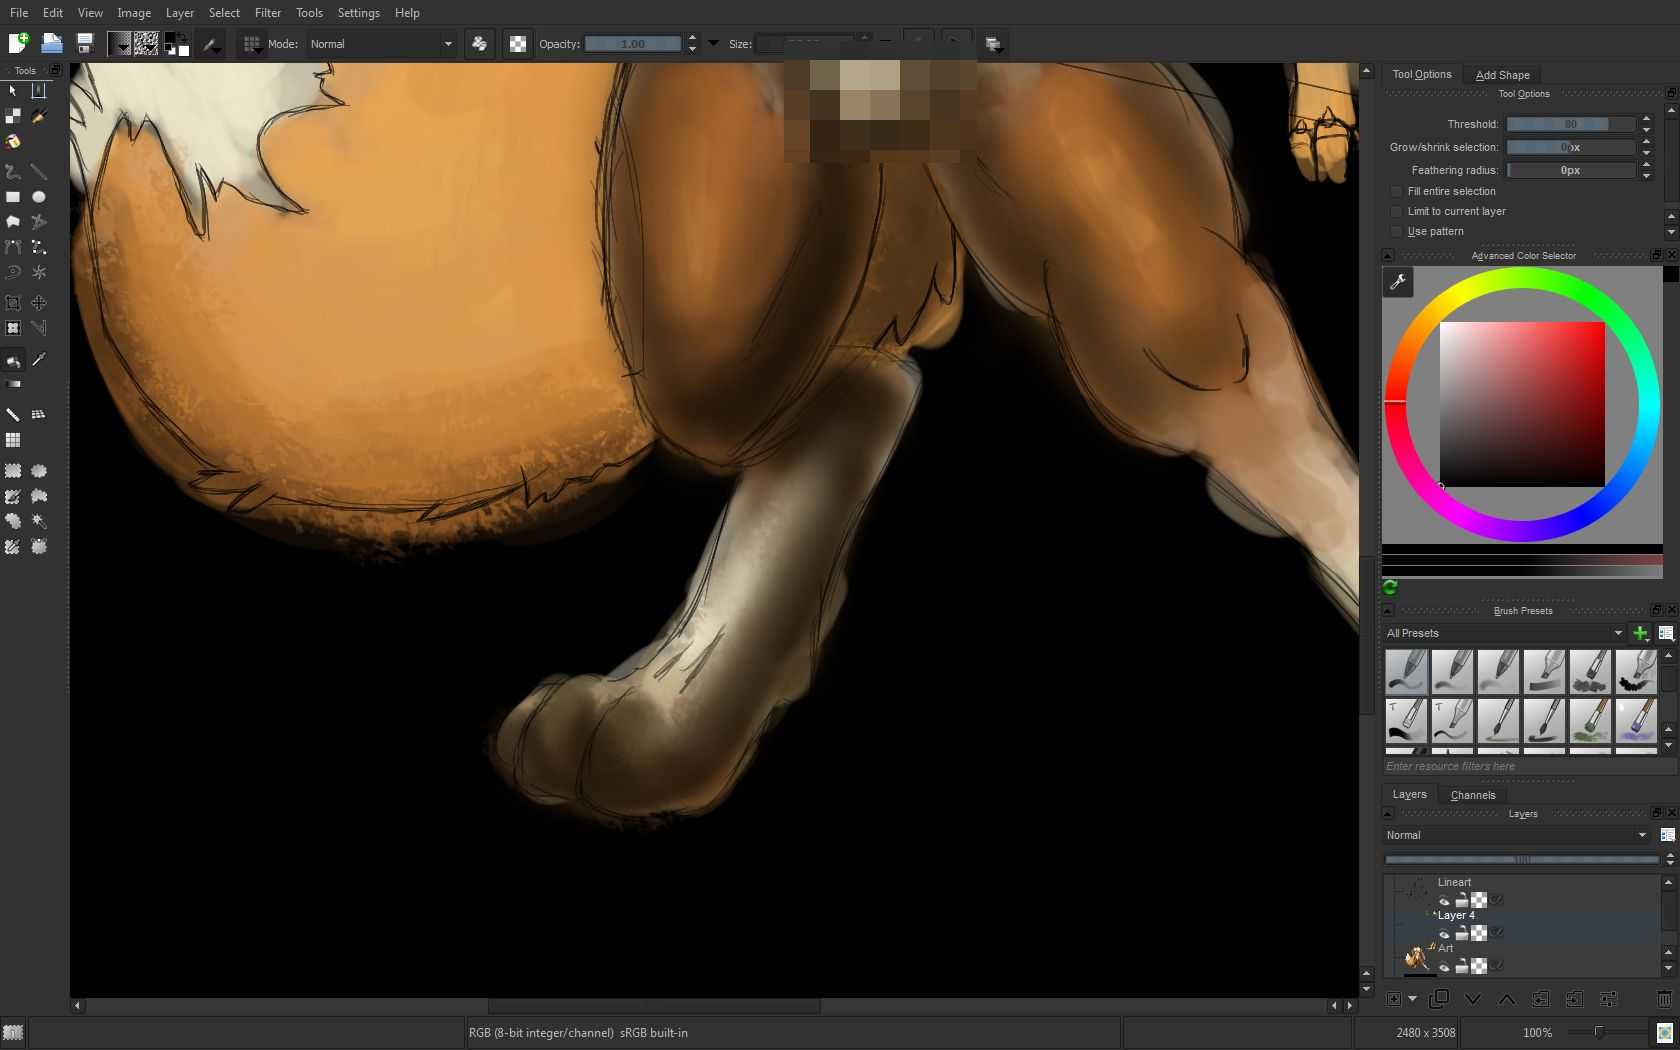 File Edit View Image Layer Select Filter Tools Settings Help
Mode: Normal Opacity: 1.00 Size:
Tools
Tool Options Add Shape
Tool Options
Threshold: 80
Grow/shrink selection: 0px
Feathering radius: 0px
Fill entire selection
Limit to current layer
Use pattern
Advanced Color Selector
Brush Presets
All Presets
T T
Enter resource filters here
Layers Channels
Layers
Normal
100
Lineart
Layer 4
Art
RGB (8-bit integer/channel) sRGB built-in 2480 x 3508 100%